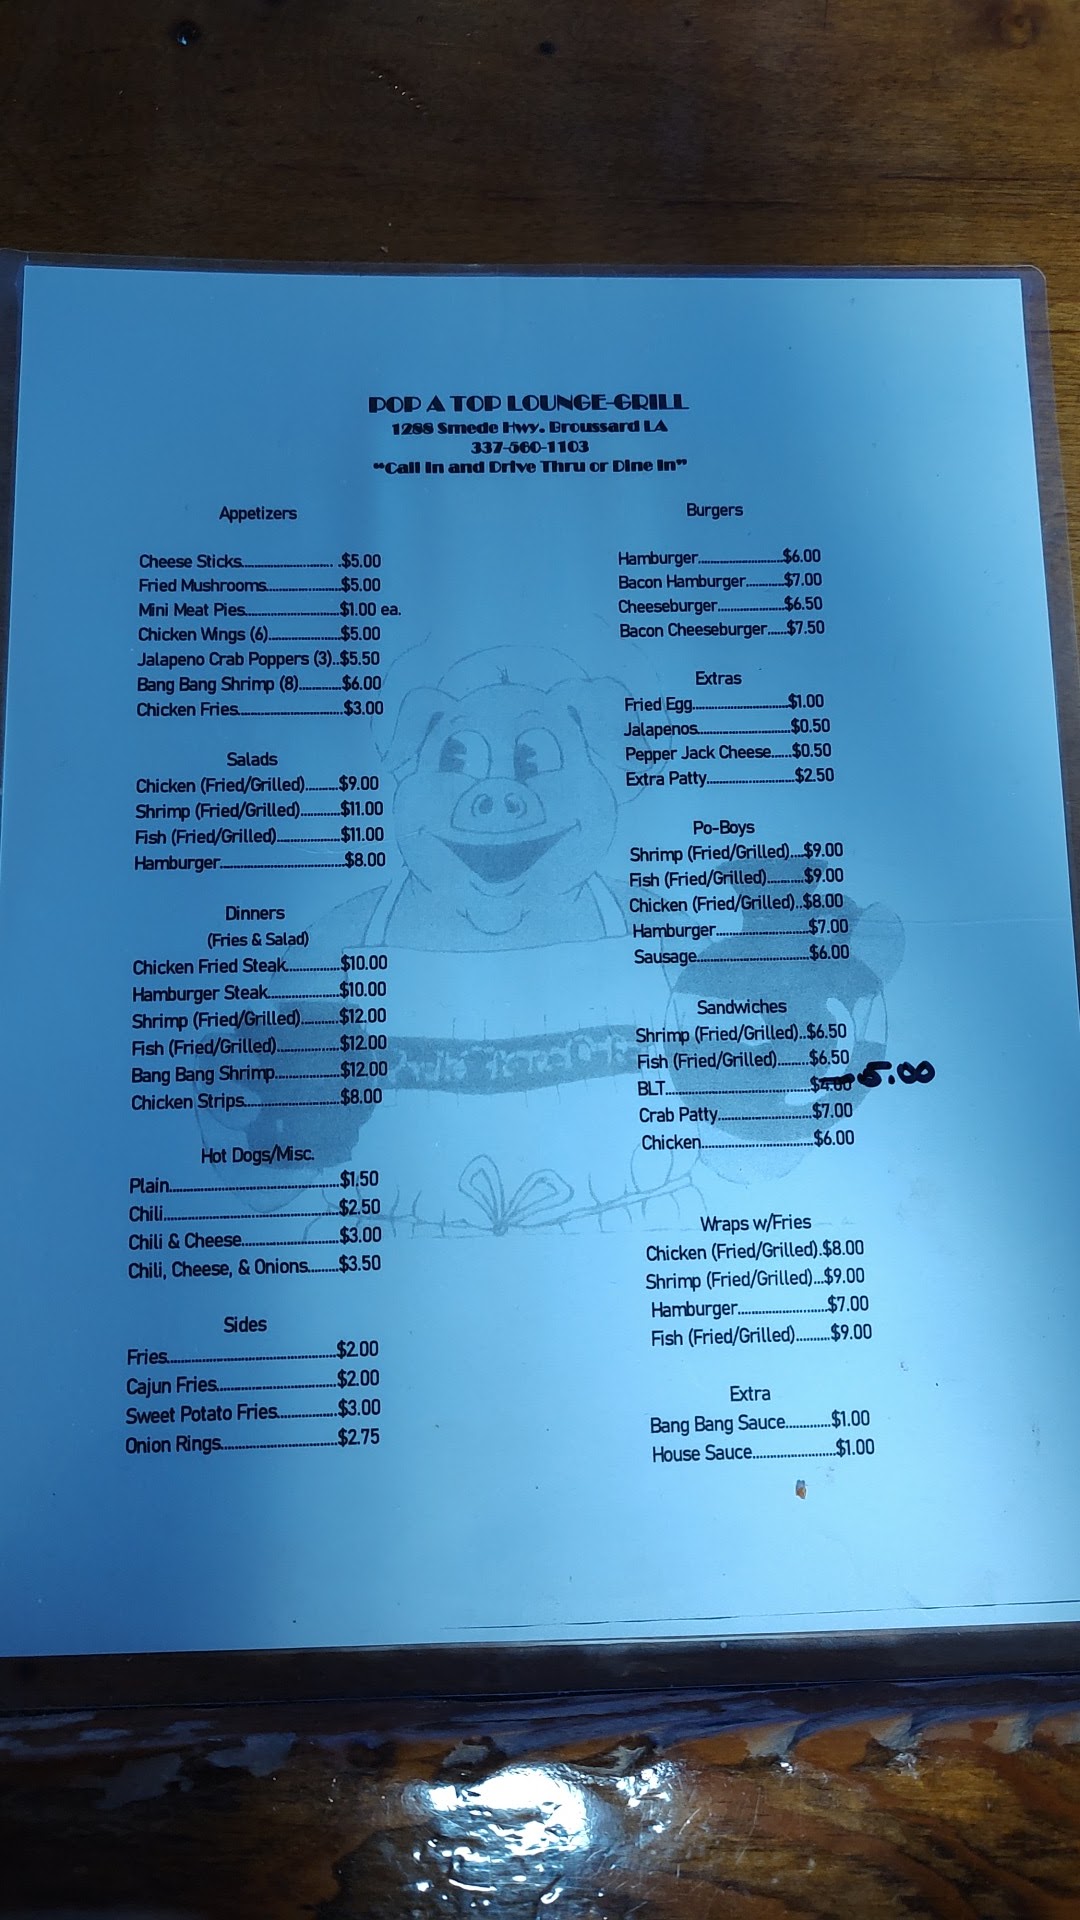 POP A TOP LOUNGE-GRILL
1288 Smede Hwy. Broussard LA
337-560-1103
"Call In and Drive Thru or Dine In"
Appetizers
Cheese Sticks..............................$5.00
Fried Mushrooms........................$5.00
Mini Meat Pies..............................$1.00 ea.
Chicken Wings (6).......................$5.00
Jalapeno Crab Poppers (3)..$5.50
Bang Bang Shrimp (8).............$6.00
Chicken Fries.................................$3.00
Salads
Chicken (Fried/Grilled)..........$9.00
Shrimp (Fried/Grilled)............$11.00
Fish (Fried/Grilled)....................$11.00
Hamburger.......................................$8.00
Dinners
(Fries & Salad)
Chicken Fried Steak................$10.00
Hamburger Steak......................$10.00
Shrimp (Fried/Grilled)...........$12.00
Fish (Fried/Grilled)...................$12.00
Bang Bang Shrimp....................$12.00
Chicken Strips..............................$8.00
Hot Dogs/Misc.
Plain....................................................$1.50
Chili......................................................$2.50
Chili & Cheese.............................$3.00
Chili, Cheese, & Onions.........$3.50
Sides
Fries....................................................$2.00
Cajun Fries....................................$2.00
Sweet Potato Fries..................$3.00
Onion Rings...................................$2.75
Burgers
Hamburger..........................$6.00
Bacon Hamburger............$7.00
Cheeseburger....................$6.50
Bacon Cheeseburger......$7.50
Extras
Fried Egg.............................$1.00
Jalapenos............................$0.50
Pepper Jack Cheese......$0.50
Extra Patty..........................$2.50
Po-Boys
Shrimp (Fried/Grilled)....$9.00
Fish (Fried/Grilled)...........$9.00
Chicken (Fried/Grilled)..$8.00
Hamburger............................$7.00
Sausage..................................$6.00
Sandwiches
Shrimp (Fried/Grilled)..$6.50
Fish (Fried/Grilled).........$6.50
BLT............................................$4.00 5.00
Crab Patty............................$7.00
Chicken..................................$6.00
Wraps w/Fries
Chicken (Fried/Grilled).$8.00
Shrimp (Fried/Grilled)...$9.00
Hamburger...........................$7.00
Fish (Fried/Grilled)..........$9.00
Extra
Bang Bang Sauce............$1.00
House Sauce.........................$1.00